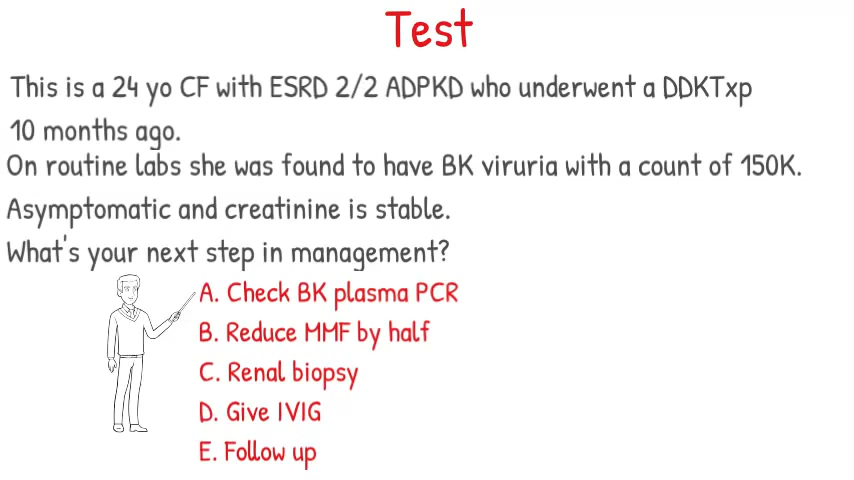 Test
This is a 24 yo CF with ESRD 2/2 ADPKD who underwent a DDKTxp
10 months ago.
On routine labs she was found to have BK viruria with a count of 150K.
Asymptomatic and creatinine is stable.
What's your next step in management?
A. Check BK plasma PCR
B. Reduce MMF by half
C. Renal biopsy
D. Give IVIG
E. Follow up